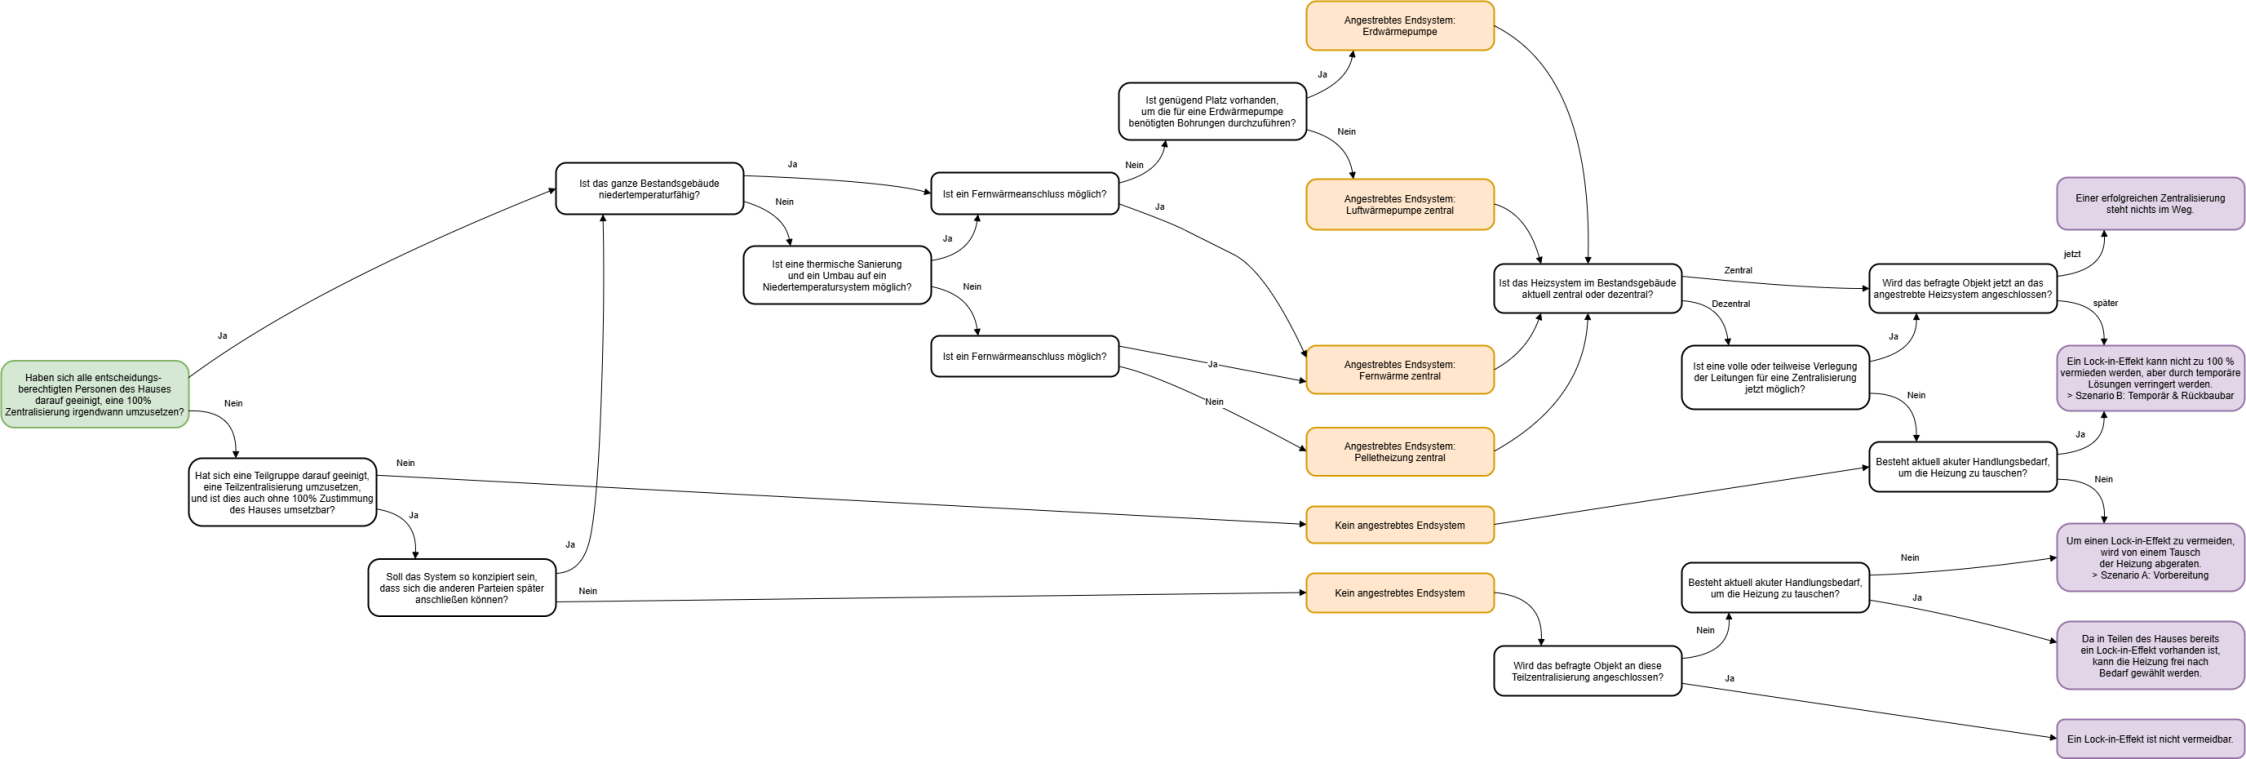 Haben sich alle entscheidungs-
berechtigten Personen des Hauses
darauf geeinigt, eine 100%
Zentralisierung irgendwann umzusetzen?
Ja
Nein
Hat sich eine Teilgruppe darauf geeinigt,
eine Teilzentralisierung umzusetzen,
und ist dies auch ohne 100% Zustimmung
des Hauses umsetzbar?
Nein
Ja
Soll das System so konzipiert sein,
dass sich die anderen Parteien später
anschließen können?
Ja
Nein
Ist das ganze Bestandsgebäude
niedertemperaturfähig?
Ja
Nein
Ist eine thermische Sanierung
und ein Umbau auf ein
Niedertemperatursystem möglich?
Ja
Nein
Ist ein Fernwärmeanschluss möglich?
Nein
Ja
Ist ein Fernwärmeanschluss möglich?
Ja
Nein
Ist genügend Platz vorhanden,
um die für eine Erdwärmepumpe
benötigten Bohrungen durchzuführen?
Ja
Nein
Angestrebtes Endsystem:
Erdwärmepumpe
Angestrebtes Endsystem:
Luftwärmepumpe zentral
Angestrebtes Endsystem:
Fernwärme zentral
Angestrebtes Endsystem:
Pelletheizung zentral
Kein angestrebtes Endsystem
Kein angestrebtes Endsystem
Ist das Heizsystem im Bestandsgebäude
aktuell zentral oder dezentral?
Zentral
Dezentral
Wird das befragte Objekt an diese
Teilzentralisierung angeschlossen?
Nein
Ja
Ist eine volle oder teilweise Verlegung
der Leitungen für eine Zentralisierung
jetzt möglich?
Ja
Nein
Besteht aktuell akuter Handlungsbedarf,
um die Heizung zu tauschen?
Nein
Ja
Wird das befragte Objekt jetzt an das
angestrebte Heizsystem angeschlossen?
jetzt
später
Besteht aktuell akuter Handlungsbedarf,
um die Heizung zu tauschen?
Ja
Nein
Einer erfolgreichen Zentralisierung
steht nichts im Weg.
Ein Lock-in-Effekt kann nicht zu 100 %
vermieden werden, aber durch temporäre
Lösungen verringert werden.
> Szenario B: Temporär & Rückbaubar
Um einen Lock-in-Effekt zu vermeiden,
wird von einem Tausch
der Heizung abgeraten.
> Szenario A: Vorbereitung
Da in Teilen des Hauses bereits
ein Lock-in-Effekt vorhanden ist,
kann die Heizung frei nach
Bedarf gewählt werden.
Ein Lock-in-Effekt ist nicht vermeidbar.